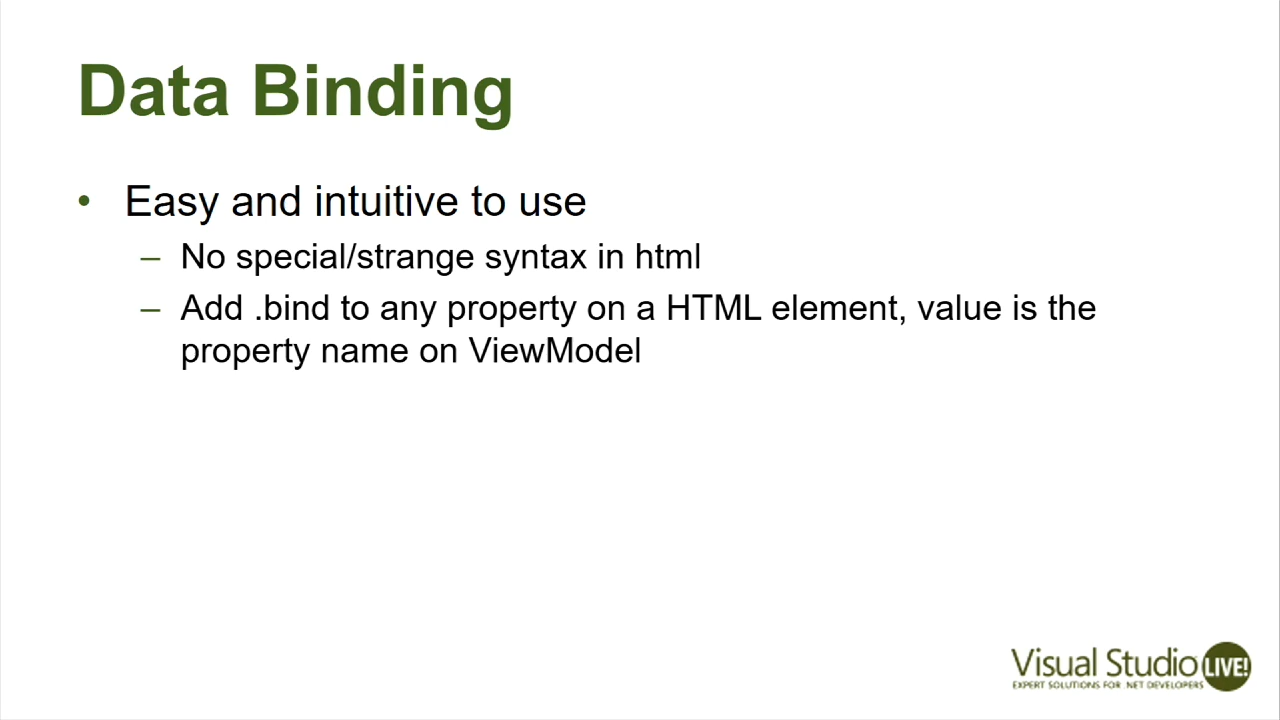 Data Binding
• Easy and intuitive to use
– No special/strange syntax in html
– Add .bind to any property on a HTML element, value is the
property name on ViewModel
Visual Studio LIVE!
EXPERT SOLUTIONS FOR .NET DEVELOPERS